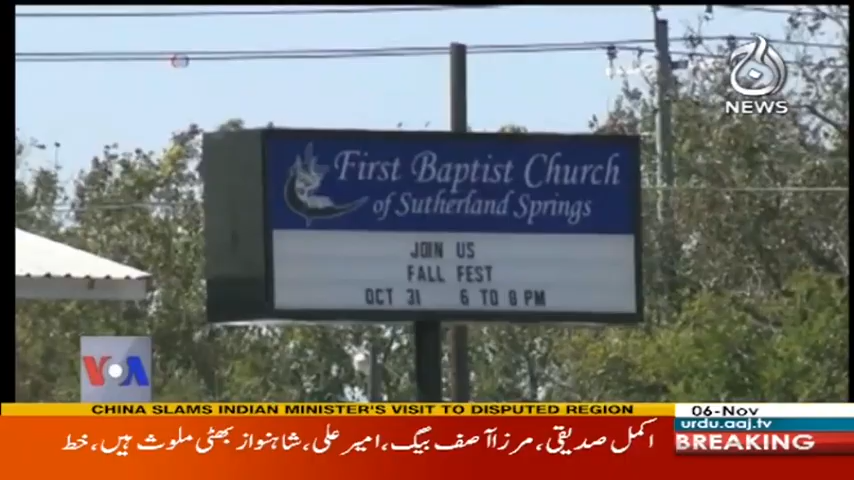 آج
NEWS
First Baptist Church
of Sutherland Springs
JOIN US
FALL FEST
OCT 31 6 TO 8 PM
VOA
CHINA SLAMS INDIAN MINISTER'S VISIT TO DISPUTED REGION
06-Nov
urdu.aaj.tv
BREAKING
اکمل صدیقی، مرزا آصف بیگ، امیر علی، شاہنواز بھٹی ملوث ہیں، خط